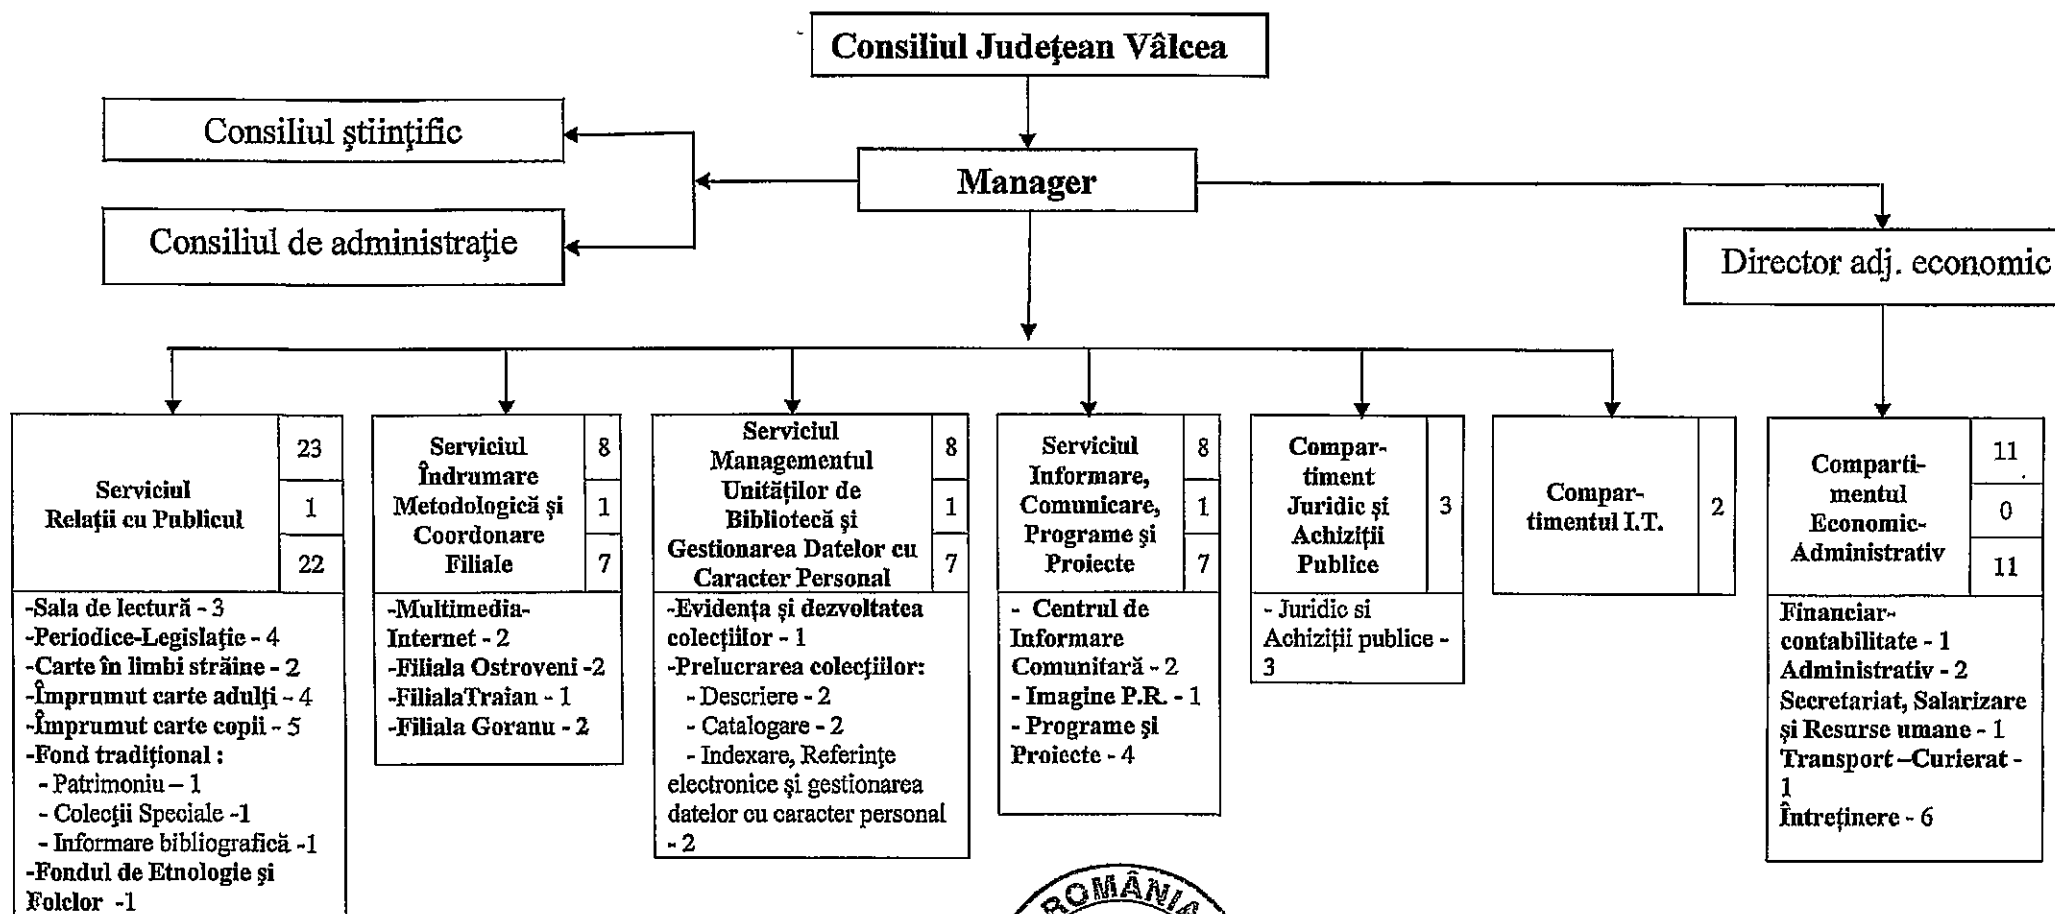 Consiliul Judeţean Vâlcea
Consiliul ştiinţific
Manager
Consiliul de administraţie
Director adj. economic
Serviciul
Relaţii cu Publicul
23
1
22
-Sala de lectură - 3
-Periodice-Legislaţie - 4
-Carte în limbi străine - 2
-Împrumut carte adulţi - 4
-Împrumut carte copii - 5
-Fond tradiţional :
- Patrimoniu – 1
- Colecţii Speciale -1
- Informare bibliografică -1
-Fondul de Etnologie şi
Folclor -1
Serviciul
Îndrumare
Metodologică şi
Coordonare
Filiale
8
1
7
-Multimedia-
Internet - 2
-Filiala Ostroveni -2
-FilialaTraian - 1
-Filiala Goranu - 2
Serviciul
Managementul
Unităţilor de
Bibliotecă şi
Gestionarea Datelor cu
Caracter Personal
8
1
7
-Evidenţa şi dezvoltatea
colecţiilor - 1
-Prelucrarea colecţiilor:
- Descriere - 2
- Catalogare - 2
- Indexare, Referinţe
electronice şi gestionarea
datelor cu caracter personal
- 2
Serviciul
Informare,
Comunicare,
Programe şi
Proiecte
8
1
7
- Centrul de
Informare
Comunitară - 2
- Imagine P.R. - 1
- Programe şi
Proiecte - 4
Compar-
timent
Juridic şi
Achiziţii
Publice
3
- Juridic si
Achiziţii publice -
3
Compar-
timentul I.T.
2
Comparti-
mentul
Economic-
Administrativ
11
0
11
Financiar-
contabilitate - 1
Administrativ - 2
Secretariat, Salarizare
şi Resurse umane - 1
Transport –Curierat -
1
Întreţinere - 6
ROMÂNIA